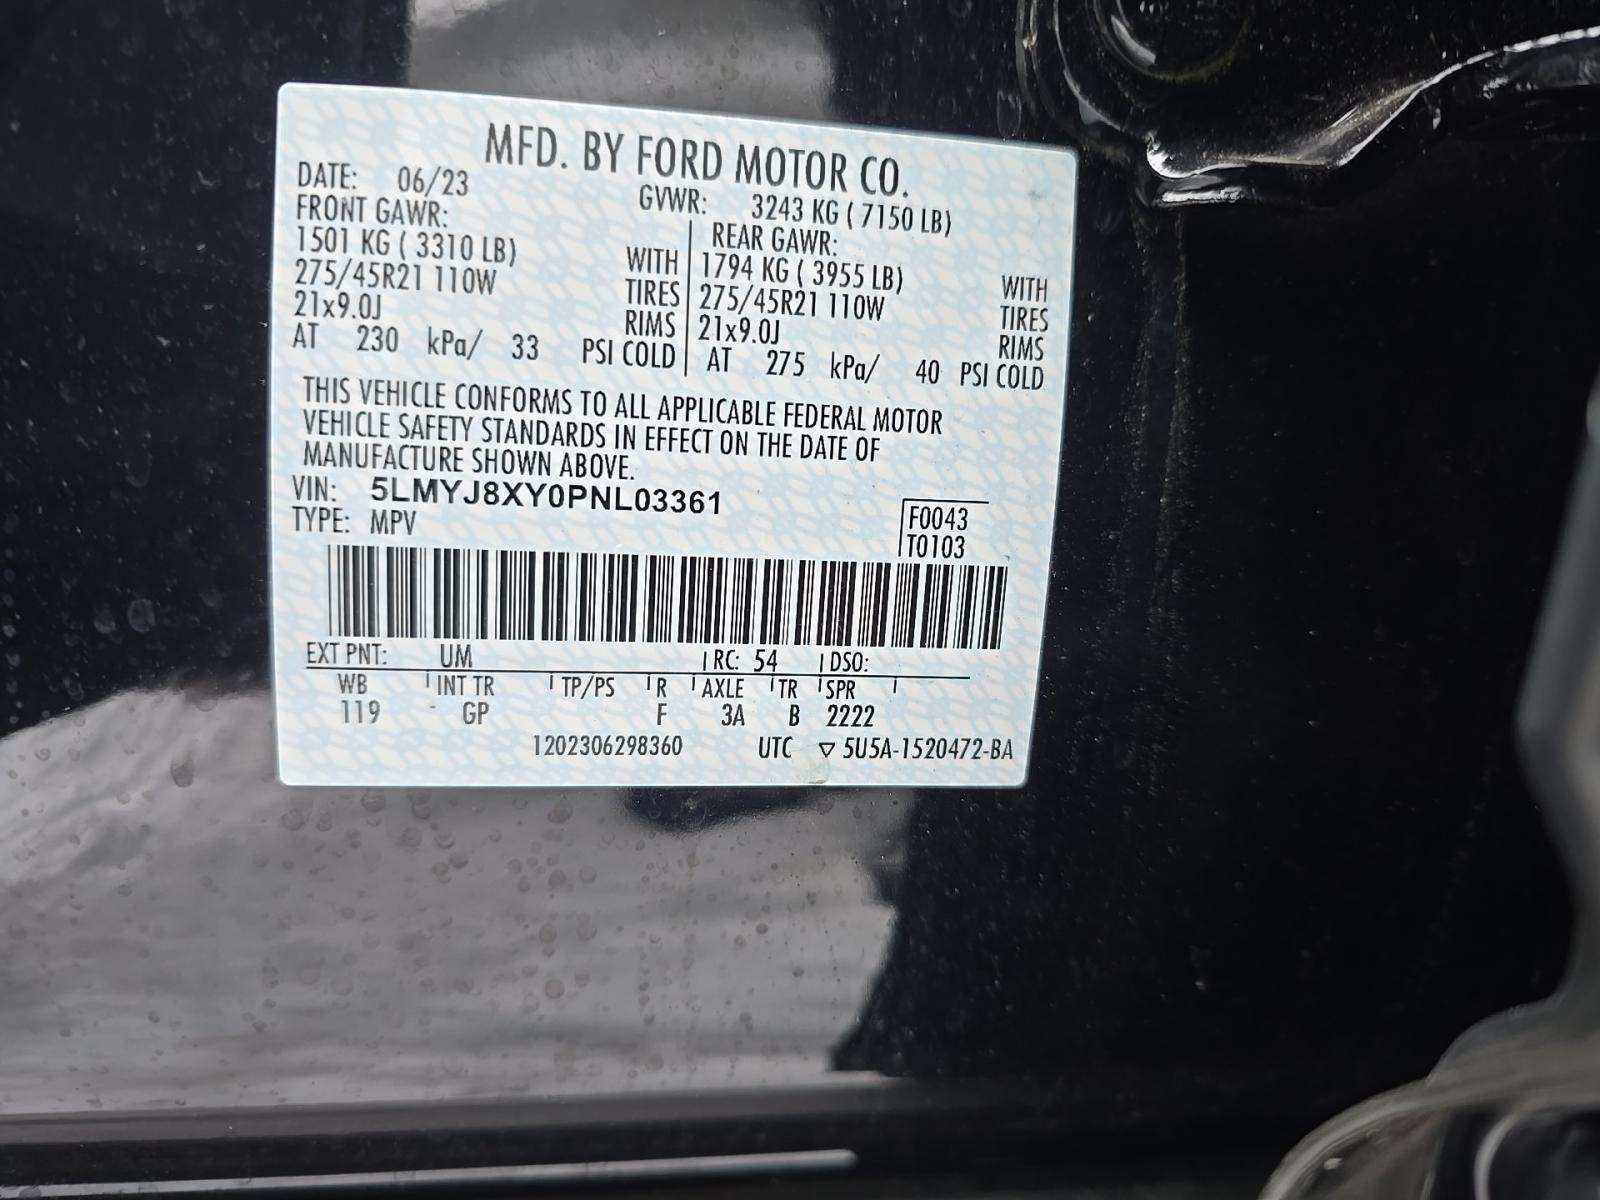 MFD. BY FORD MOTOR CO.
DATE: 06/23 GVWR: 3243 KG ( 7150 LB)
FRONT GAWR: REAR GAWR:
1501 KG ( 3310 LB) WITH 1794 KG ( 3955 LB) WITH
275/45R21 110W TIRES 275/45R21 110W TIRES
21x9.0J RIMS 21x9.0J RIMS
AT 230 kPa/ 33 PSI COLD AT 275 kPa/ 40 PSI COLD
THIS VEHICLE CONFORMS TO ALL APPLICABLE FEDERAL MOTOR
VEHICLE SAFETY STANDARDS IN EFFECT ON THE DATE OF
MANUFACTURE SHOWN ABOVE.
VIN: 5LMYJ8XY0PNL03361
TYPE: MPV F0043
T0103
EXT PNT: UM RC: 54 DSO:
WB INT TR TP/PS R AXLE TR SPR
119 - GP F 3A B 2222
1202306298360 UTC ▽ 5U5A-1520472-BA